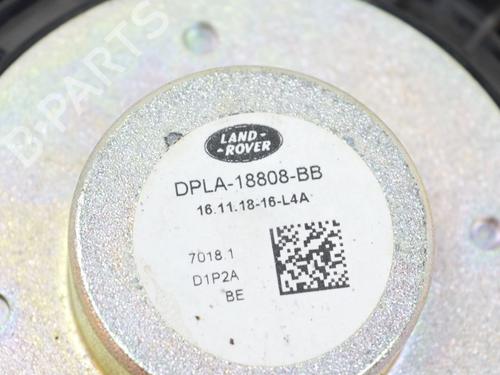 B-PARTS
LAND-
-ROVER
DPLA-18808-BB
16.11.18-16-L4A
7018.1
D1P2A
BE